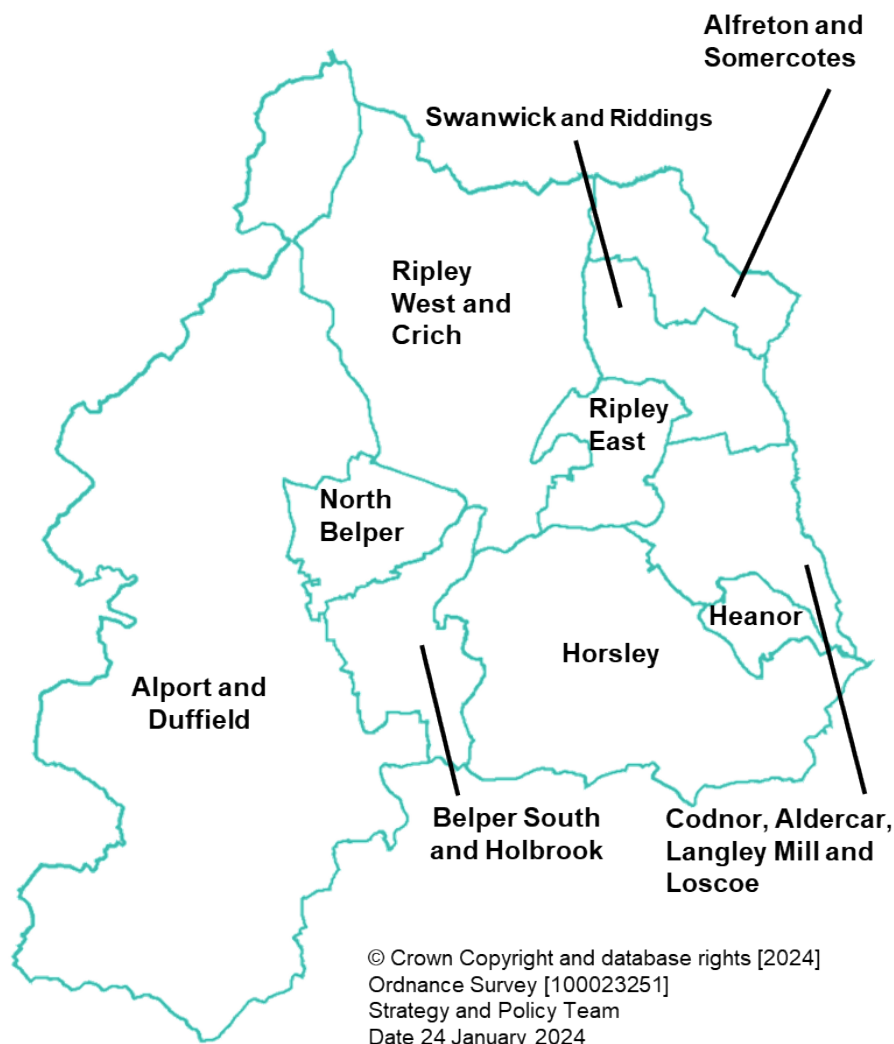 Alfreton and
Somercotes
Swanwick and Riddings
Ripley
West and
Crich
Ripley
East
North
Belper
Heanor
Horsley
Alport and
Duffield
Belper South
and Holbrook
Codnor, Aldercar,
Langley Mill and
Loscoe
© Crown Copyright and database rights [2024]
Ordnance Survey [100023251]
Strategy and Policy Team
Date 24 January 2024